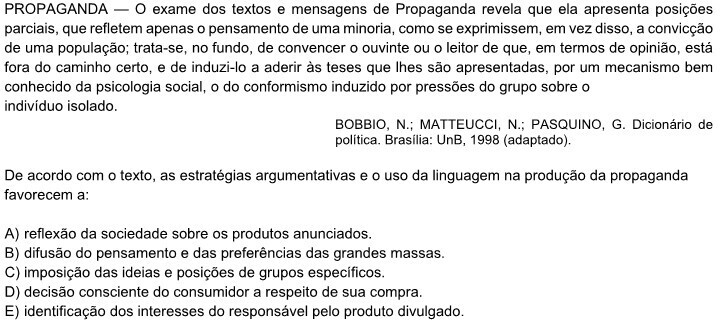 PROPAGANDA — O exame dos textos e mensagens de Propaganda revela que ela apresenta posições
parciais, que refletem apenas o pensamento de uma minoria, como se exprimissem, em vez disso, a convicção
de uma população; trata-se, no fundo, de convencer o ouvinte ou o leitor de que, em termos de opinião, está
fora do caminho certo, e de induzi-lo a aderir às teses que lhes são apresentadas, por um mecanismo bem
conhecido da psicologia social, o do conformismo induzido por pressões do grupo sobre o
indivíduo isolado.
BOBBIO, N.; MATTEUCCI, N.; PASQUINO, G. Dicionário de
política. Brasília: UnB, 1998 (adaptado).
De acordo com o texto, as estratégias argumentativas e o uso da linguagem na produção da propaganda
favorecem a:
A) reflexão da sociedade sobre os produtos anunciados.
B) difusão do pensamento e das preferências das grandes massas.
C) imposição das ideias e posições de grupos específicos.
D) decisão consciente do consumidor a respeito de sua compra.
E) identificação dos interesses do responsável pelo produto divulgado.